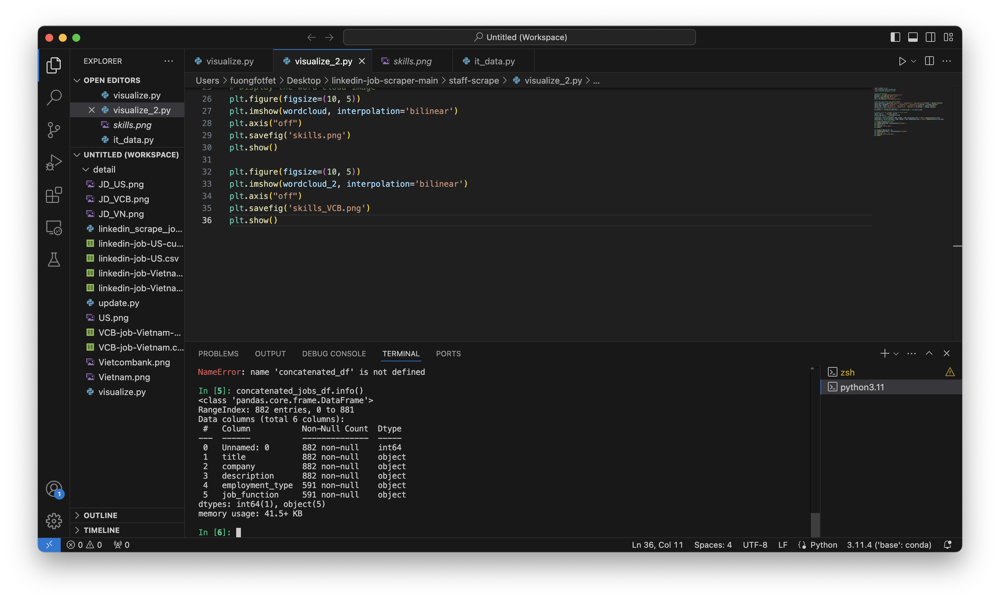 Untitled (Workspace)
EXPLORER
OPEN EDITORS
visualize.py
visualize_2.py
skills.png
it_data.py
UNTITLED (WORKSPACE)
detail
JD_US.png
JD_VCB.png
JD_VN.png
linkedin_scrape_jo...
linkedin-job-US-cu...
linkedin-job-US.csv
linkedin-job-Vietna...
linkedin-job-Vietna...
update.py
US.png
VCB-job-Vietnam-...
VCB-job-Vietnam.c...
Vietcombank.png
Vietnam.png
visualize.py
OUTLINE
TIMELINE
visualize.py visualize_2.py skills.png it_data.py
Users > fuongfotfet > Desktop > linkedin-job-scraper-main > staff-scrape > visualize_2.py > ...
25 # Display the word cloud image
26 plt.figure(figsize=(10, 5))
27 plt.imshow(wordcloud, interpolation='bilinear')
28 plt.axis("off")
29 plt.savefig('skills.png')
30 plt.show()
31
32 plt.figure(figsize=(10, 5))
33 plt.imshow(wordcloud_2, interpolation='bilinear')
34 plt.axis("off")
35 plt.savefig('skills_VCB.png')
36 plt.show()
PROBLEMS OUTPUT DEBUG CONSOLE TERMINAL PORTS
NameError: name 'concatenated_df' is not defined
In [5]: concatenated_jobs_df.info()
<class 'pandas.core.frame.DataFrame'>
RangeIndex: 882 entries, 0 to 881
Data columns (total 6 columns):
 #   Column           Non-Null Count  Dtype
---  ------           --------------  -----
 0   Unnamed: 0       882 non-null    int64
 1   title            882 non-null    object
 2   company          882 non-null    object
 3   description      882 non-null    object
 4   employment_type  591 non-null    object
 5   job_function     591 non-null    object
dtypes: int64(1), object(5)
memory usage: 41.5+ KB
In [6]:
zsh
python3.11
1
0 0 0
Ln 36, Col 11 Spaces: 4 UTF-8 LF Python 3.11.4 ('base': conda)